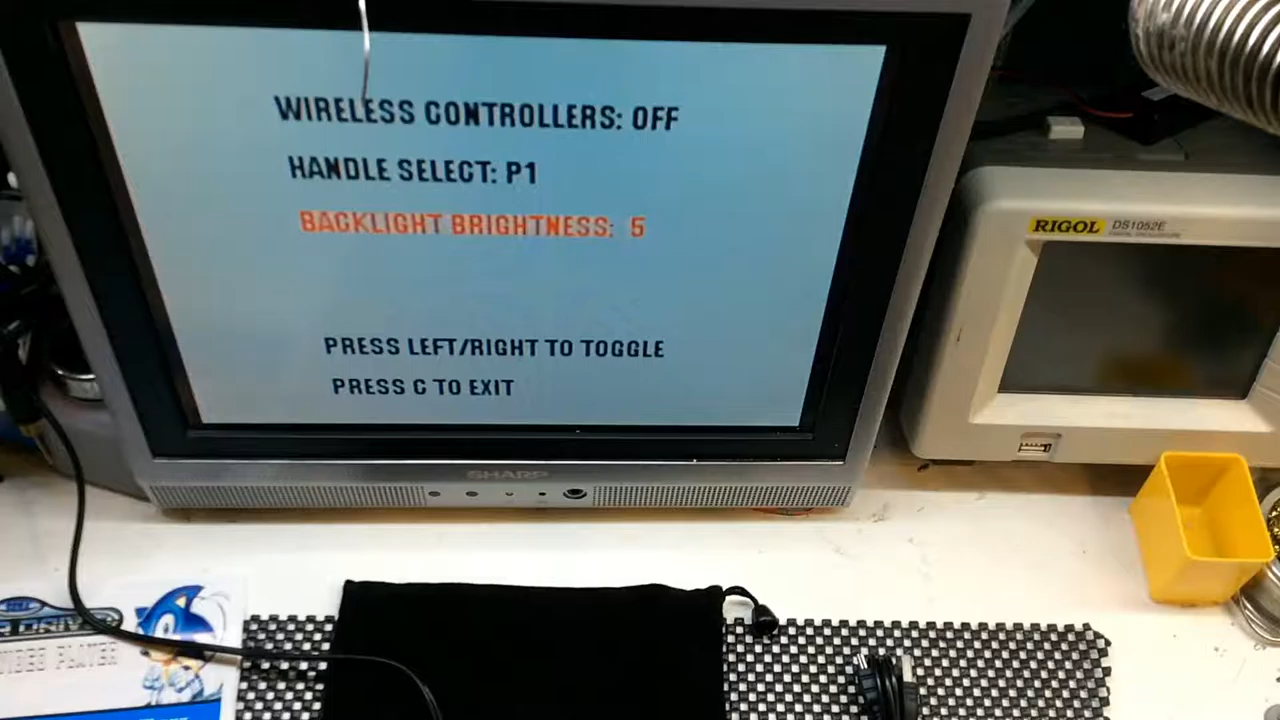 WIRELESS CONTROLLERS: OFF
HANDLE SELECT: P1
BACKLIGHT BRIGHTNESS: 5
PRESS LEFT/RIGHT TO TOGGLE
PRESS C TO EXIT
SHARP
RIGOL DS1052E
PLAYER